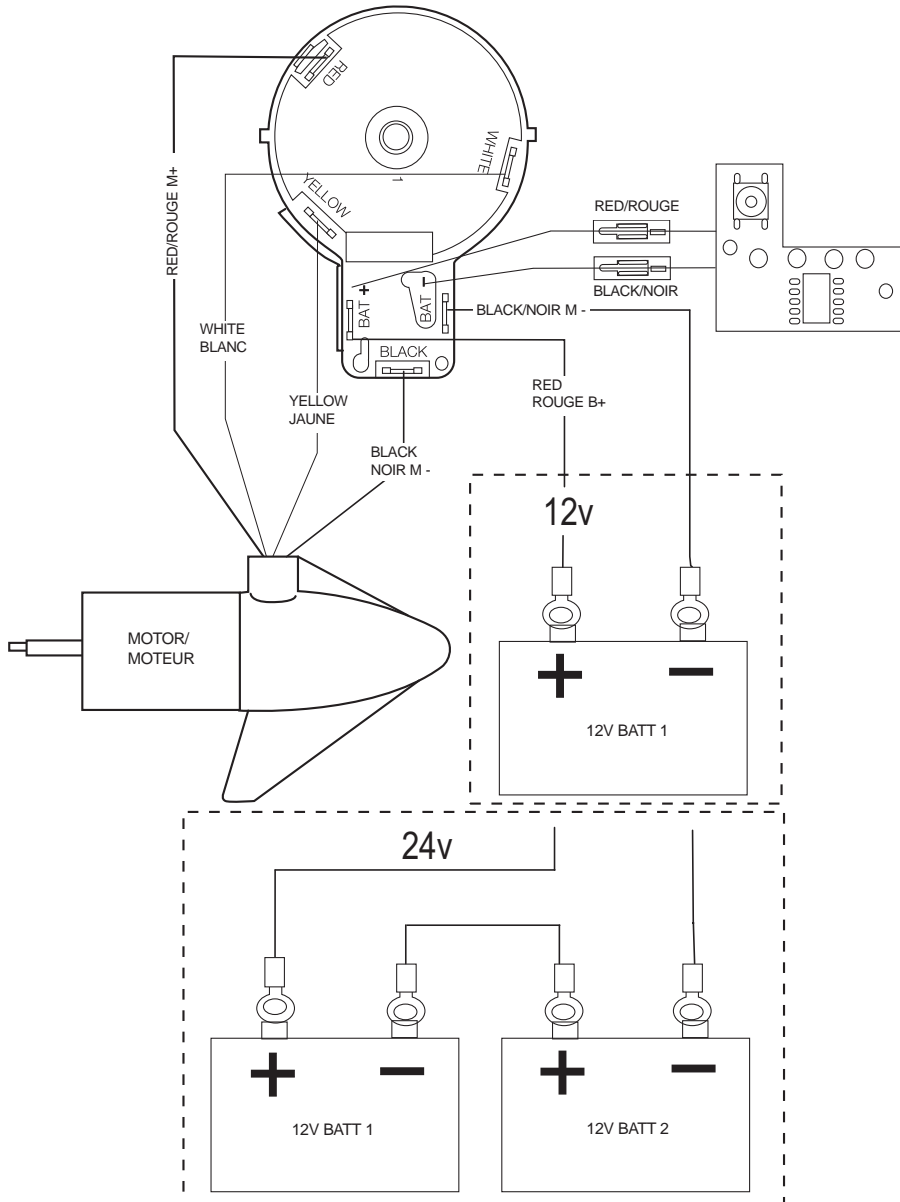 RED
WHITE
YELLOW
1
RED/ROUGE M+
RED/ROUGE
BLACK/NOIR
+
BAT
-
BAT
BLACK/NOIR M -
BLACK
WHITE
BLANC
YELLOW
JAUNE
RED
ROUGE B+
BLACK
NOIR M -
12v
MOTOR/
MOTEUR
+ −
12V BATT 1
24v
+ −
12V BATT 1
+ −
12V BATT 2